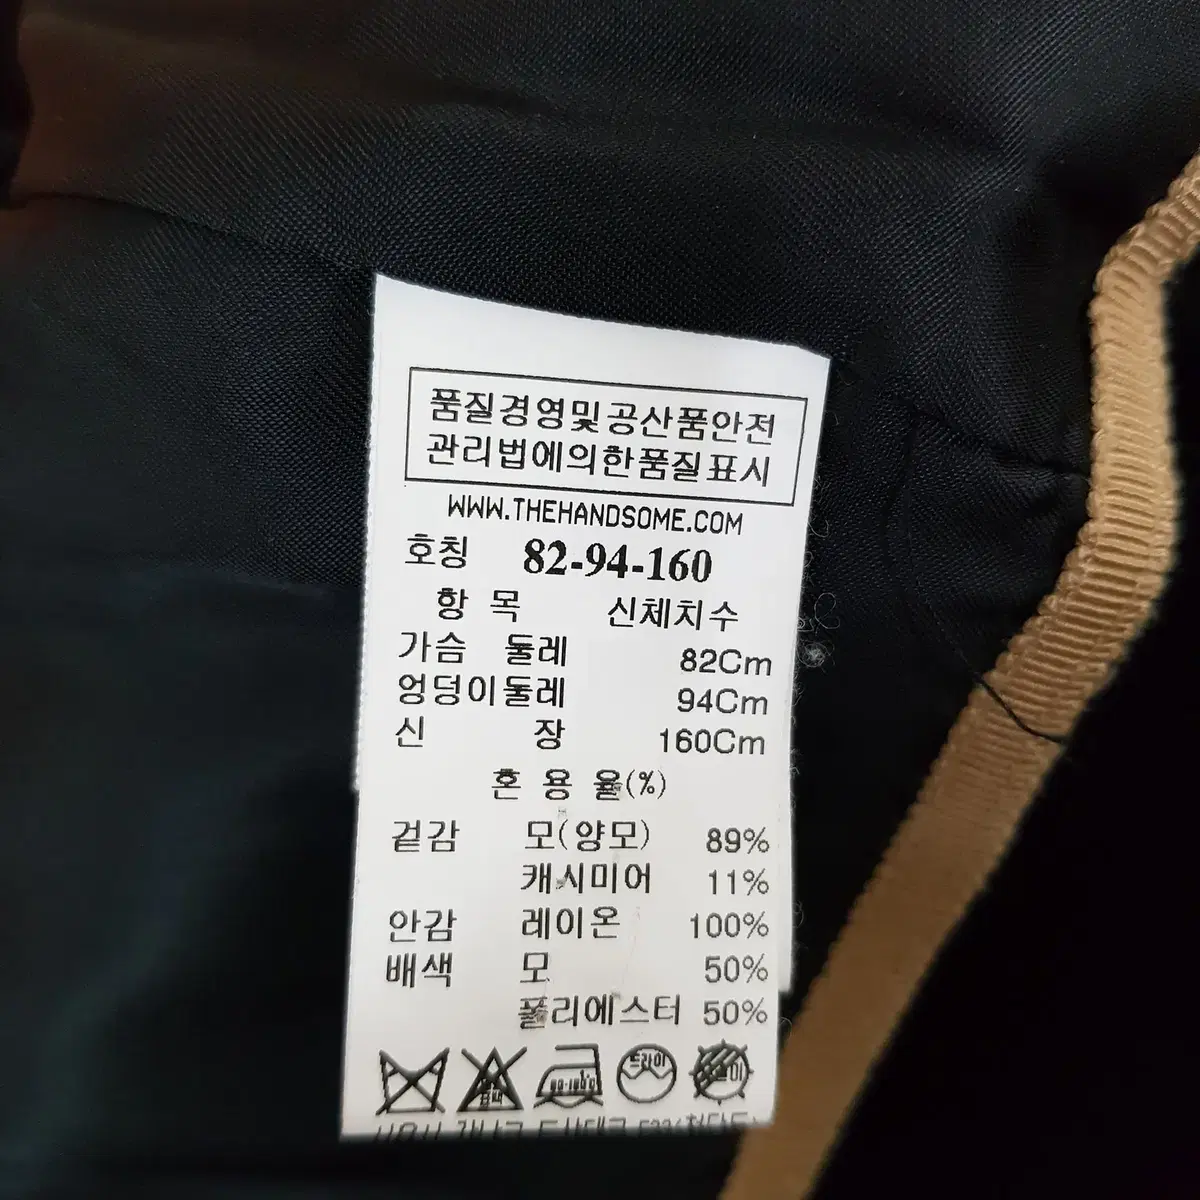 품질경영및공산품안전
관리법에의한품질표시
WWW.THEHANDSOME.COM
호칭 82-94-160
항 목 신체치수
가슴 둘레 82Cm
엉덩이둘레 94Cm
신 장 160Cm
혼 용 율(%)
겉감 모(양모) 89%
캐시미어 11%
안감 레이온 100%
배색 모 50%
폴리에스터 50%
드라이